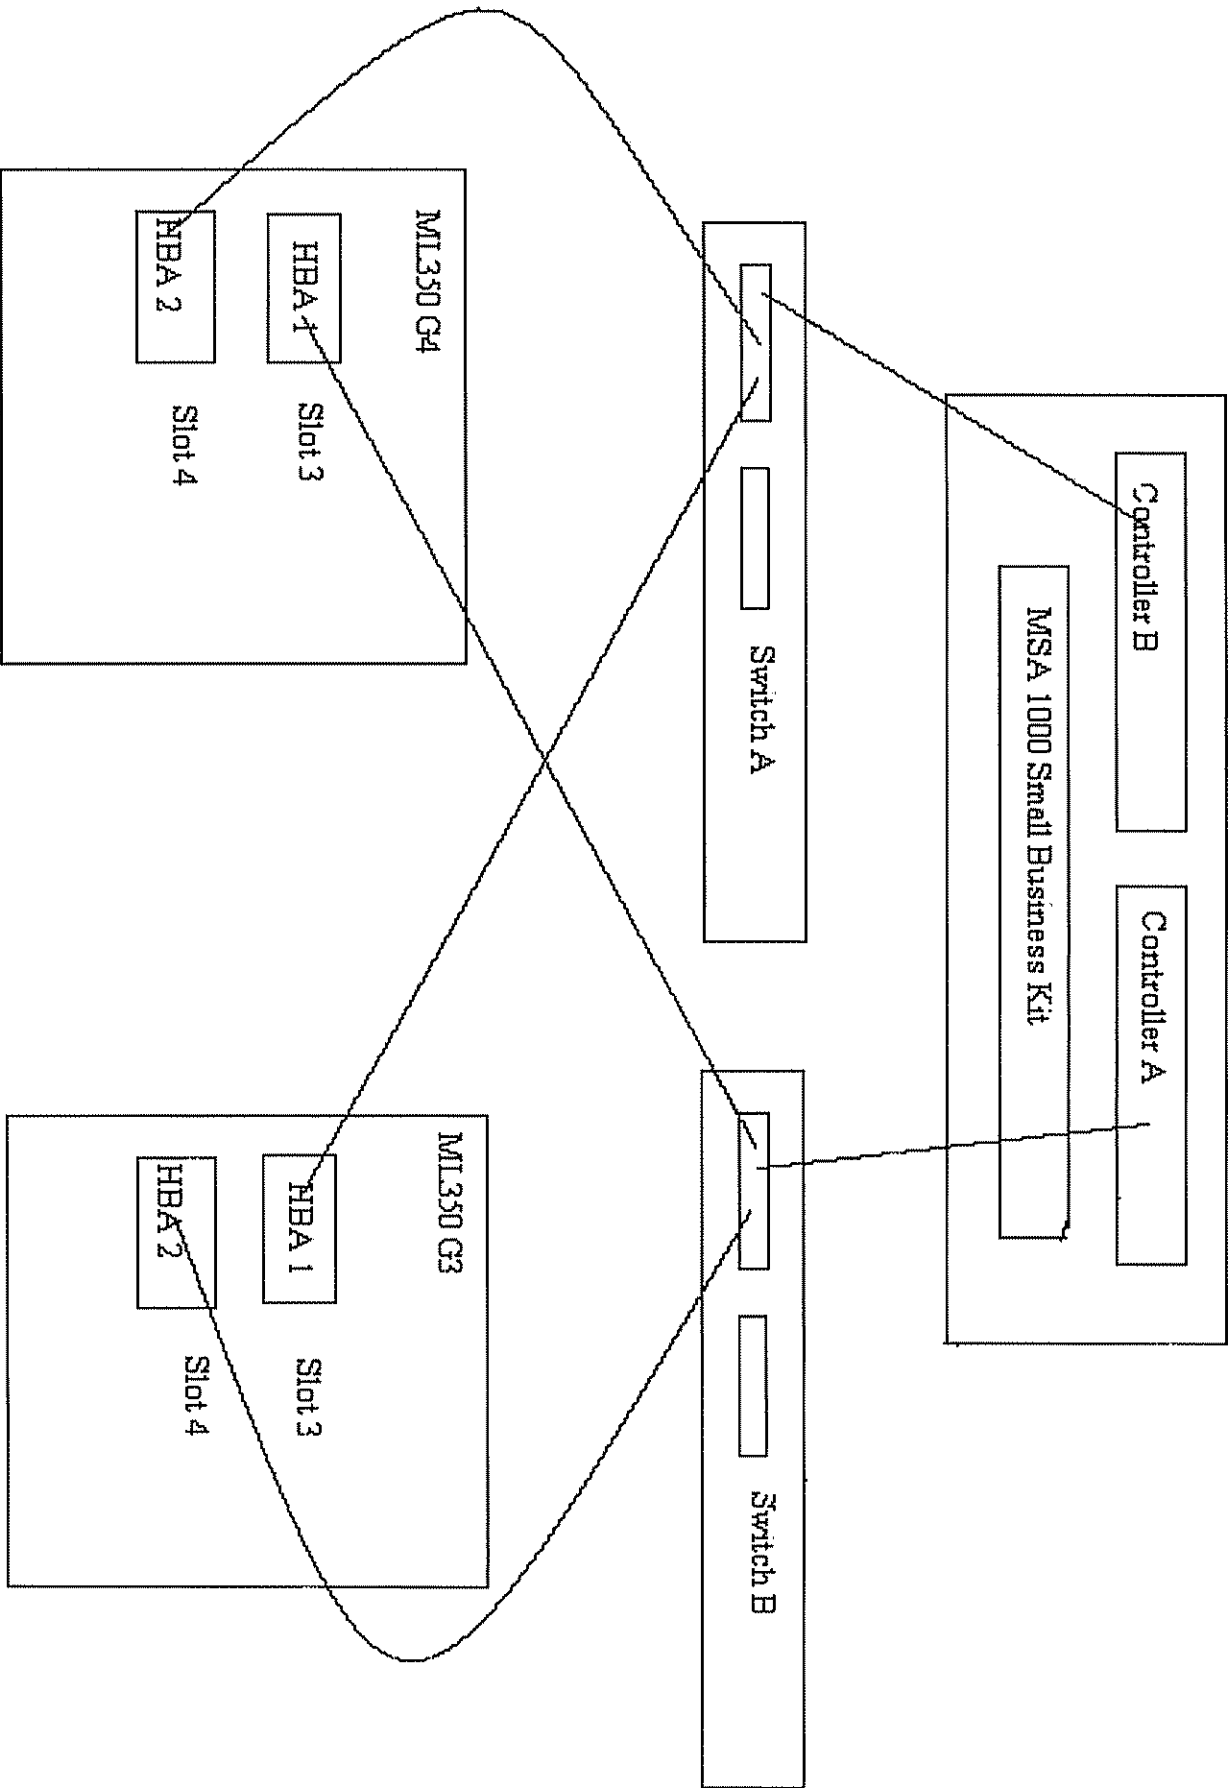 Controller B
Controller A
MSA 1000 Small Business Kit
Switch A
Switch B
ML350 G4
HBA 1
Slot 3
HBA 2
Slot 4
ML350 G3
HBA 1
Slot 3
HBA 2
Slot 4